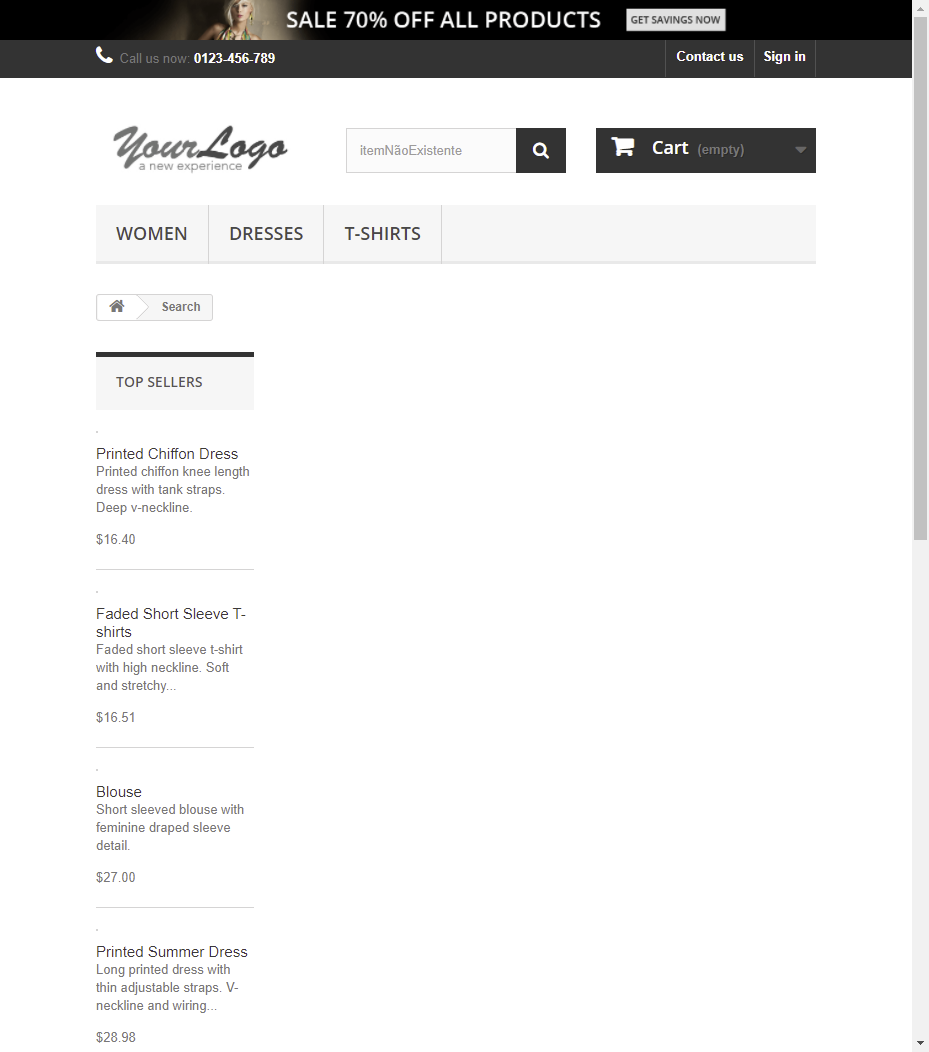 SALE 70% OFF ALL PRODUCTS GET SAVINGS NOW
Call us now: 0123-456-789 Contact us Sign in
YourLogo
a new experience
itemNãoExistente
Cart (empty)
WOMEN DRESSES T-SHIRTS
Search
TOP SELLERS
Printed Chiffon Dress
Printed chiffon knee length
dress with tank straps.
Deep v-neckline.
$16.40
Faded Short Sleeve T-
shirts
Faded short sleeve t-shirt
with high neckline. Soft
and stretchy...
$16.51
Blouse
Short sleeved blouse with
feminine draped sleeve
detail.
$27.00
Printed Summer Dress
Long printed dress with
thin adjustable straps. V-
neckline and wiring...
$28.98